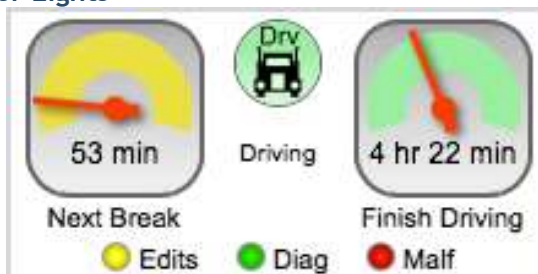 Drv
53 min
Driving
4 hr 22 min
Next Break
Finish Driving
Edits
Diag
Malf